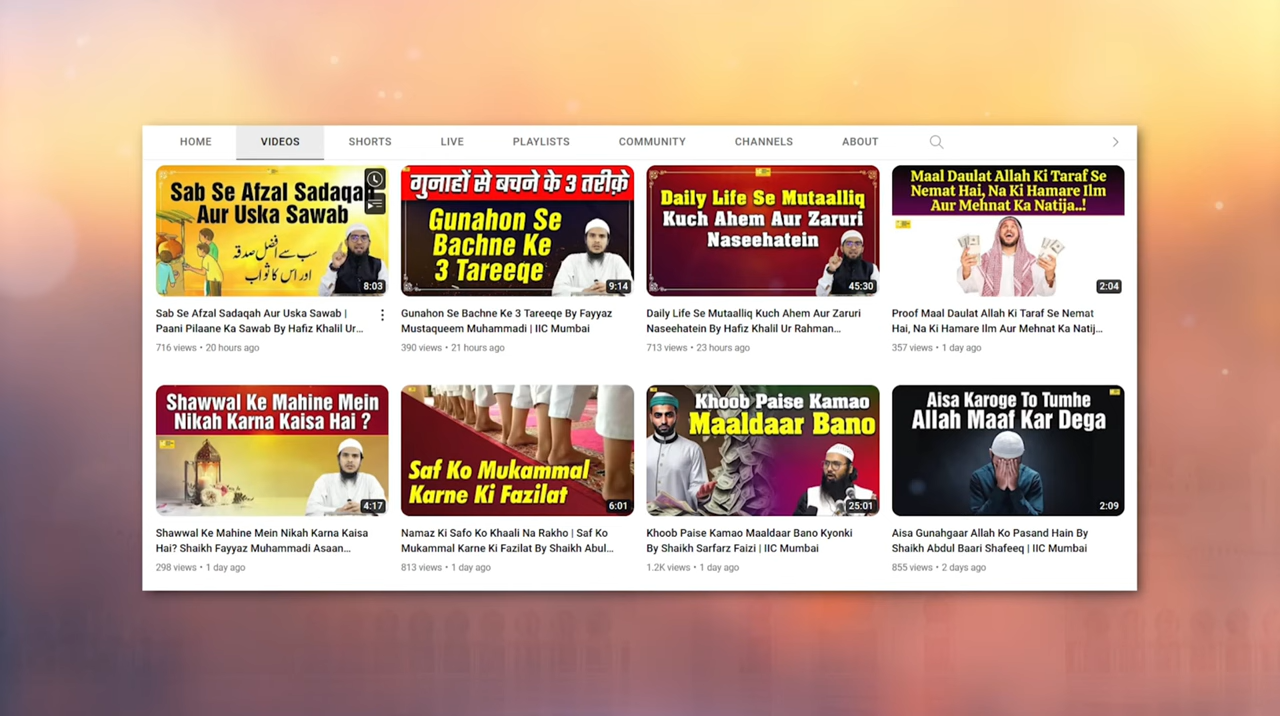 HOME VIDEOS SHORTS LIVE PLAYLISTS COMMUNITY CHANNELS ABOUT
Sab Se Afzal Sadaqah
Aur Uska Sawab
سب سے افضل صدقہ
اور اس کا ثواب
8:03
गुनाहों से बचने के 3 तरीक़े
Gunahon Se
Bachne Ke
3 Tareeqe
9:14
Daily Life Se Mutaalliq
Kuch Ahem Aur Zaruri
Naseehatein
45:30
Maal Daulat Allah Ki Taraf Se
Nemat Hai, Na Ki Hamare Ilm
Aur Mehnat Ka Natija..!
2:04
Sab Se Afzal Sadaqah Aur Uska Sawab |
Paani Pilaane Ka Sawab By Hafiz Khalil Ur...
716 views • 20 hours ago
Gunahon Se Bachne Ke 3 Tareeqe By Fayyaz
Mustaqueem Muhammadi | IIC Mumbai
390 views • 21 hours ago
Daily Life Se Mutaalliq Kuch Ahem Aur Zaruri
Naseehatein By Hafiz Khalil Ur Rahman...
713 views • 23 hours ago
Proof Maal Daulat Allah Ki Taraf Se Nemat
Hai, Na Ki Hamare Ilm Aur Mehnat Ka Natij...
357 views • 1 day ago
Shawwal Ke Mahine Mein
Nikah Karna Kaisa Hai ?
4:17
Saf Ko Mukammal
Karne Ki Fazilat
6:01
Khoob Paise Kamao
Maaldaar Bano
25:01
Aisa Karoge To Tumhe
Allah Maaf Kar Dega
2:09
Shawwal Ke Mahine Mein Nikah Karna Kaisa
Hai? Shaikh Fayyaz Muhammadi Asaan...
298 views • 1 day ago
Namaz Ki Safo Ko Khaali Na Rakho | Saf Ko
Mukammal Karne Ki Fazilat By Shaikh Abul...
813 views • 1 day ago
Khoob Paise Kamao Maaldaar Bano Kyonki
By Shaikh Sarfarz Faizi | IIC Mumbai
1.2K views • 1 day ago
Aisa Gunahgaar Allah Ko Pasand Hain By
Shaikh Abdul Baari Shafeeq | IIC Mumbai
855 views • 2 days ago